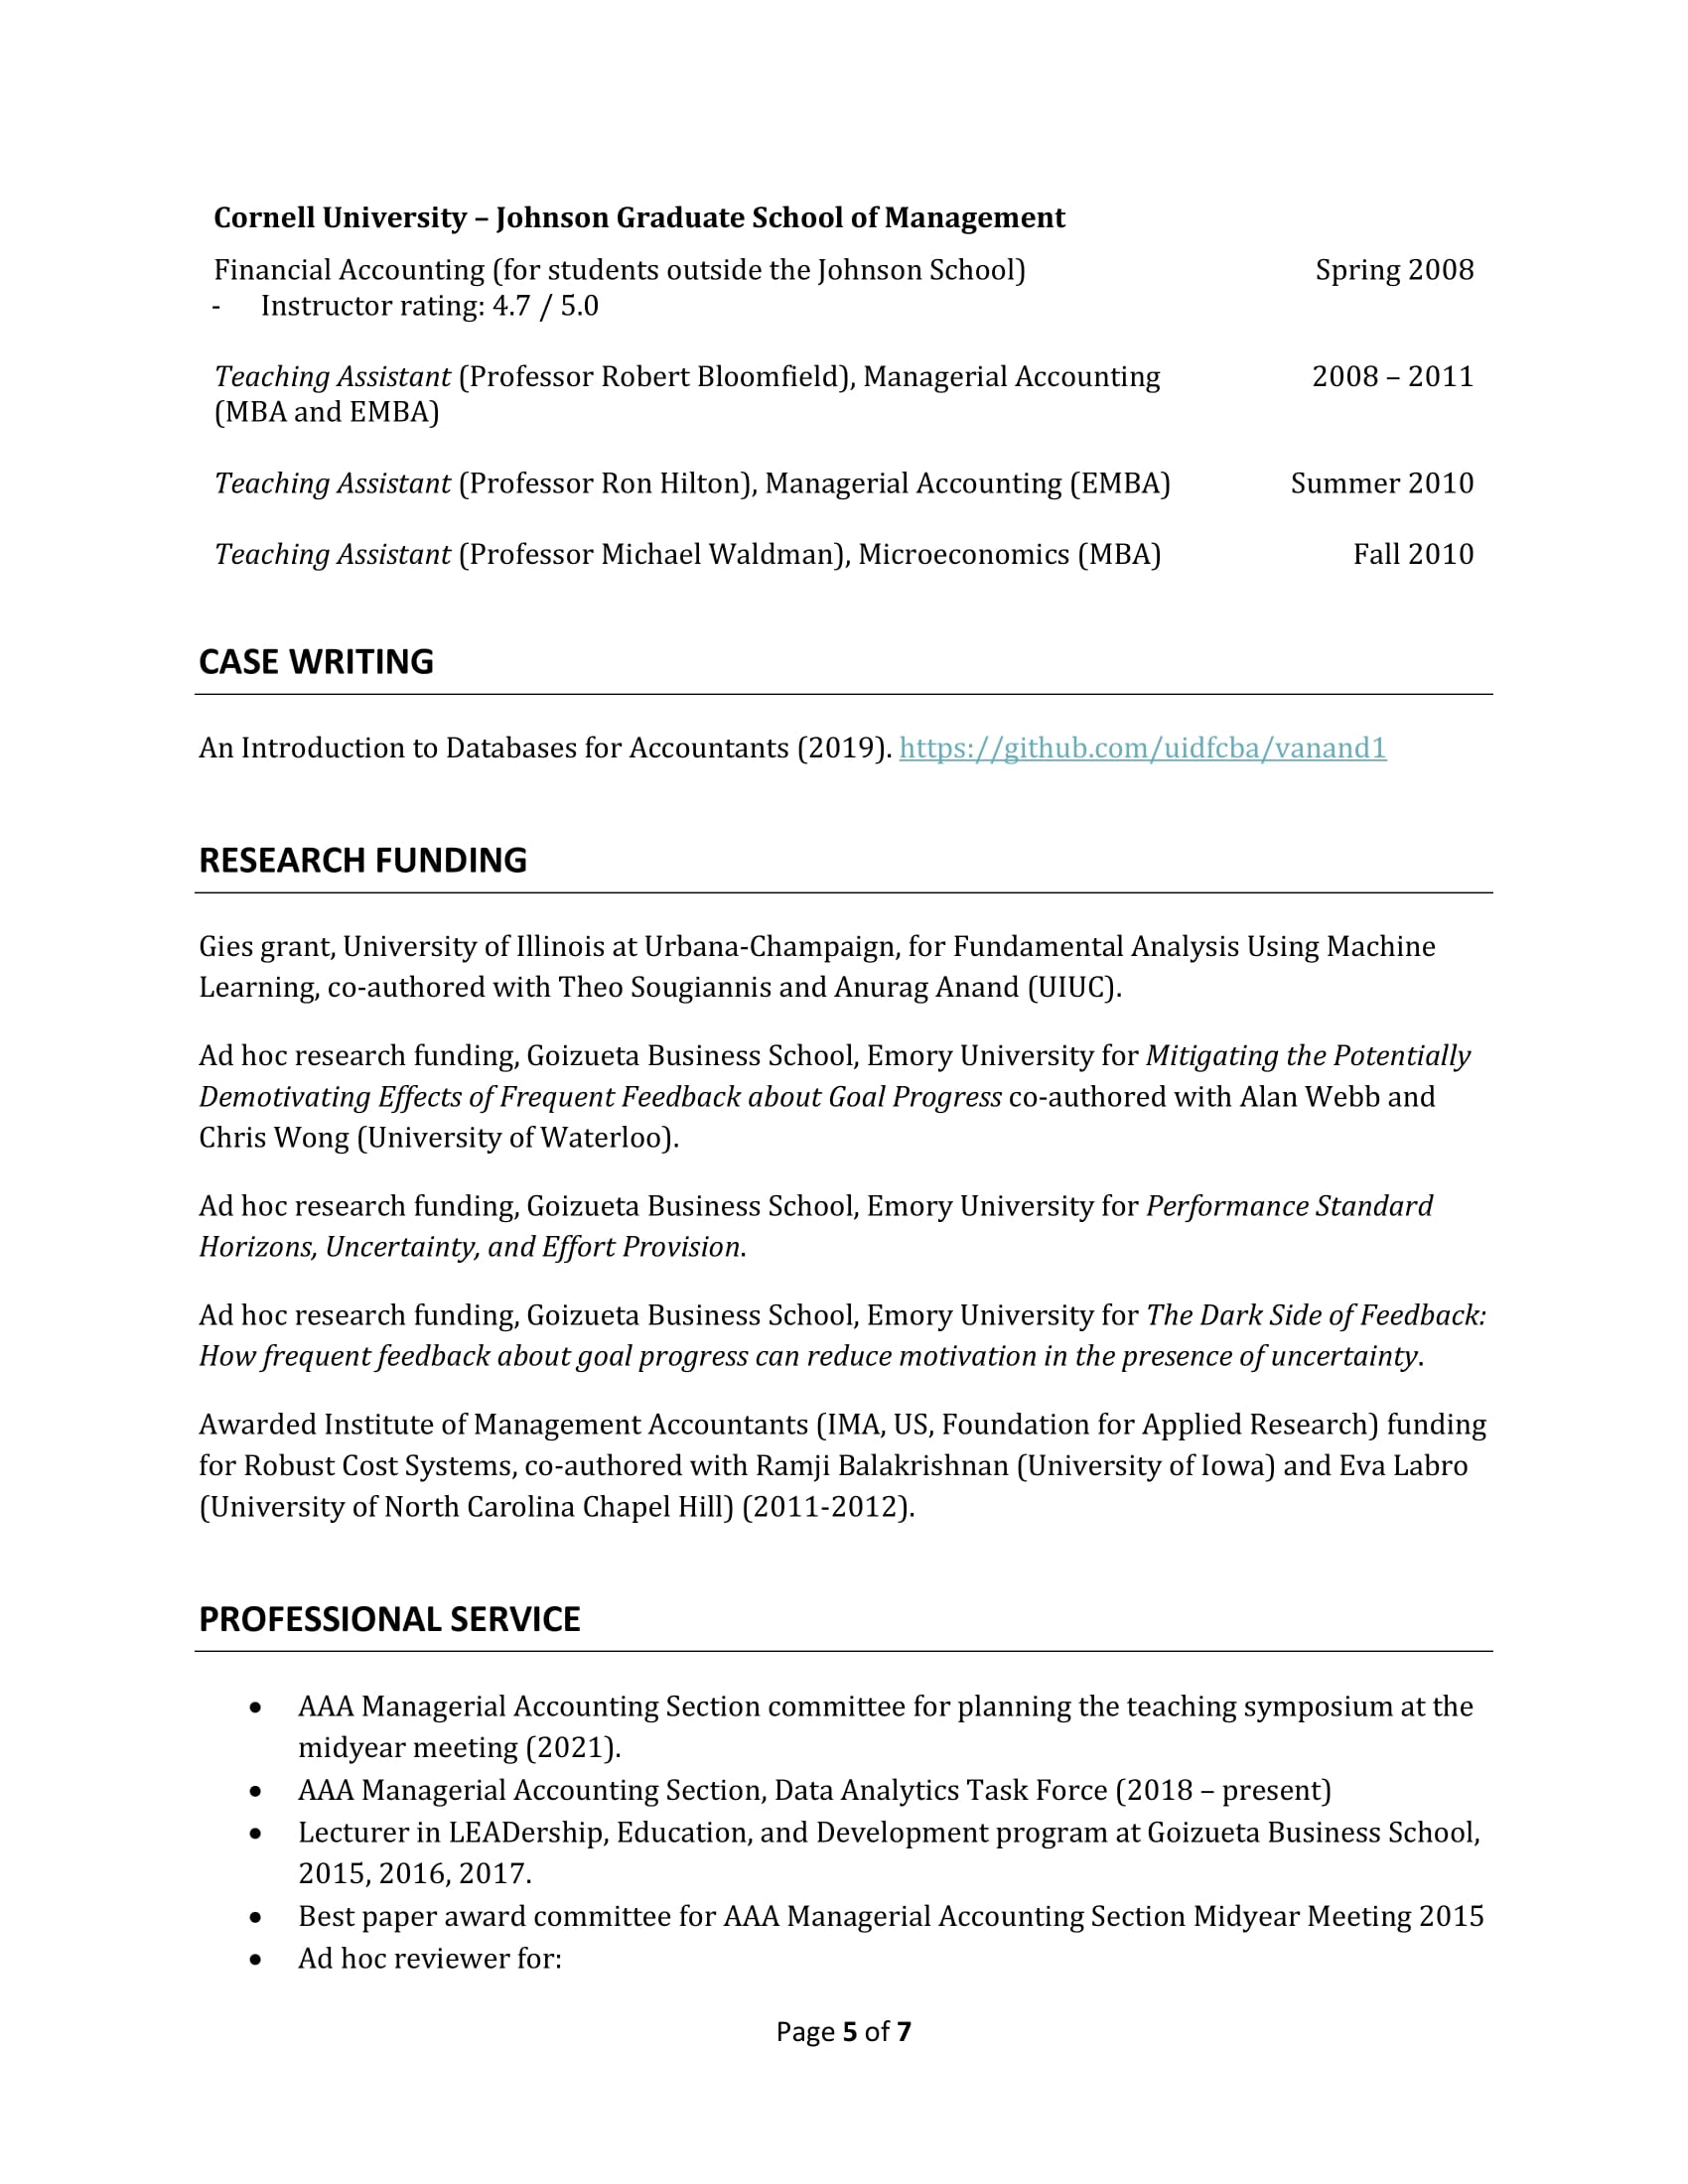 Cornell University – Johnson Graduate School of Management
Financial Accounting (for students outside the Johnson School) Spring 2008
- Instructor rating: 4.7 / 5.0
Teaching Assistant (Professor Robert Bloomfield), Managerial Accounting 2008 – 2011
(MBA and EMBA)
Teaching Assistant (Professor Ron Hilton), Managerial Accounting (EMBA) Summer 2010
Teaching Assistant (Professor Michael Waldman), Microeconomics (MBA) Fall 2010
CASE WRITING
An Introduction to Databases for Accountants (2019). https://github.com/uidfcba/vanand1
RESEARCH FUNDING
Gies grant, University of Illinois at Urbana-Champaign, for Fundamental Analysis Using Machine
Learning, co-authored with Theo Sougiannis and Anurag Anand (UIUC).
Ad hoc research funding, Goizueta Business School, Emory University for Mitigating the Potentially
Demotivating Effects of Frequent Feedback about Goal Progress co-authored with Alan Webb and
Chris Wong (University of Waterloo).
Ad hoc research funding, Goizueta Business School, Emory University for Performance Standard
Horizons, Uncertainty, and Effort Provision.
Ad hoc research funding, Goizueta Business School, Emory University for The Dark Side of Feedback:
How frequent feedback about goal progress can reduce motivation in the presence of uncertainty.
Awarded Institute of Management Accountants (IMA, US, Foundation for Applied Research) funding
for Robust Cost Systems, co-authored with Ramji Balakrishnan (University of Iowa) and Eva Labro
(University of North Carolina Chapel Hill) (2011-2012).
PROFESSIONAL SERVICE
• AAA Managerial Accounting Section committee for planning the teaching symposium at the
midyear meeting (2021).
• AAA Managerial Accounting Section, Data Analytics Task Force (2018 – present)
• Lecturer in LEADership, Education, and Development program at Goizueta Business School,
2015, 2016, 2017.
• Best paper award committee for AAA Managerial Accounting Section Midyear Meeting 2015
• Ad hoc reviewer for:
Page 5 of 7